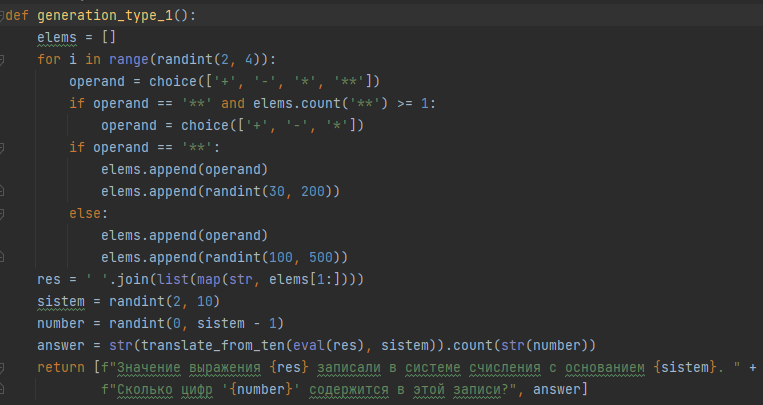 def generation_type_1():
    elems = []
    for i in range(randint(2, 4)):
        operand = choice(['+', '-', '*', '**'])
        if operand == '**' and elems.count('**') >= 1:
            operand = choice(['+', '-', '*'])
        if operand == '**':
            elems.append(operand)
            elems.append(randint(30, 200))
        else:
            elems.append(operand)
            elems.append(randint(100, 500))
    res = ' '.join(list(map(str, elems[1:])))
    sistem = randint(2, 10)
    number = randint(0, sistem - 1)
    answer = str(translate_from_ten(eval(res), sistem)).count(str(number))
    return [f"Значение выражения {res} записали в системе счисления с основанием {sistem}. " +
            f"Сколько цифр '{number}' содержится в этой записи?", answer]